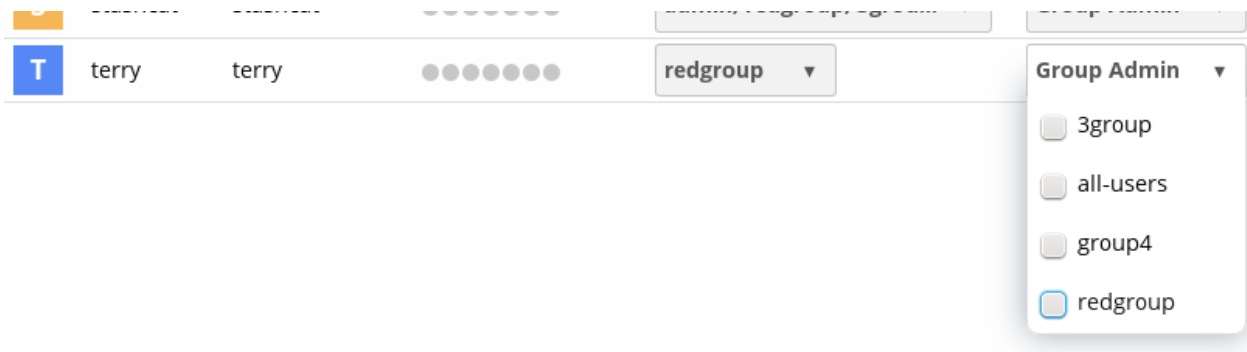 T terry terry ●●●●●●● redgroup ▼ Group Admin ▼
3group
all-users
group4
redgroup